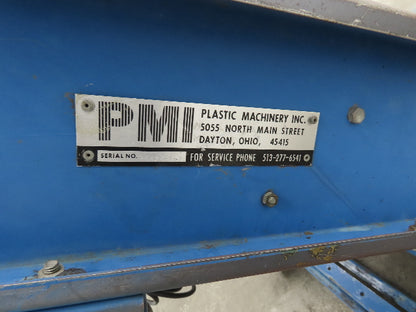 PMI
PLASTIC MACHINERY INC.
5055 NORTH MAIN STREET
DAYTON, OHIO, 45415
SERIAL NO.
FOR SERVICE PHONE 513-277-6541